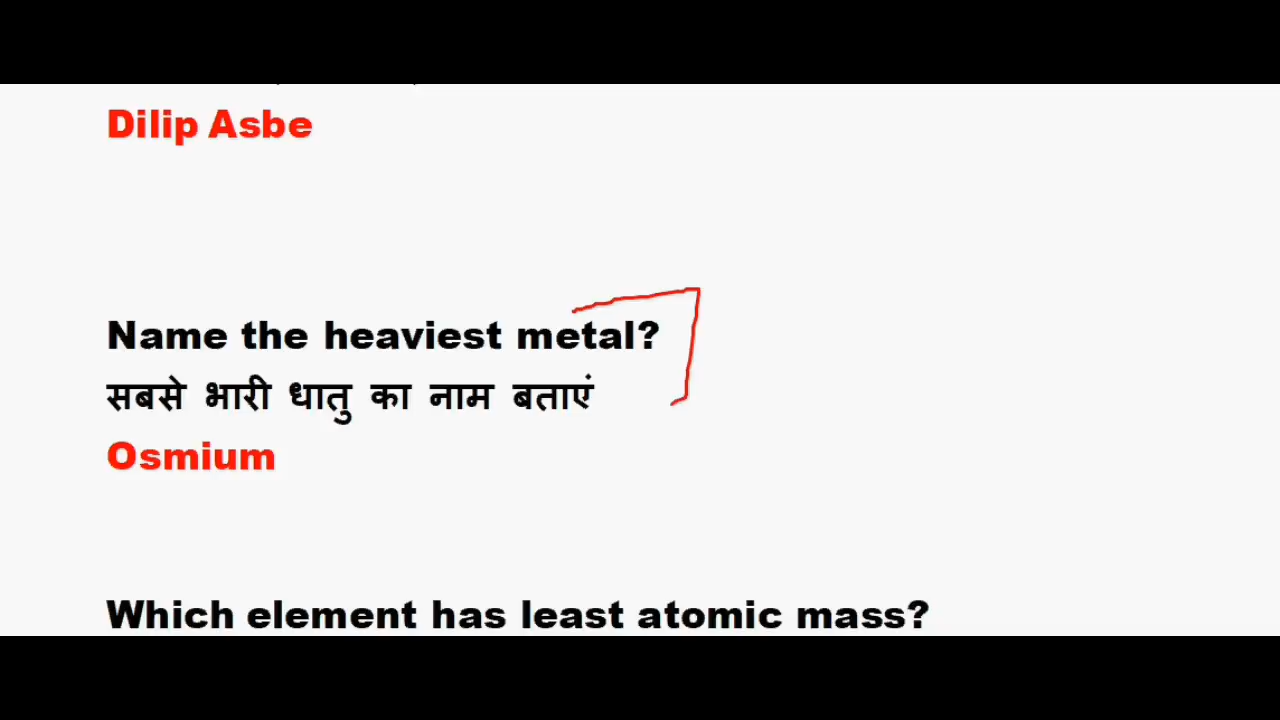 Dilip Asbe
Name the heaviest metal?
सबसे भारी धातु का नाम बताएं
Osmium
Which element has least atomic mass?